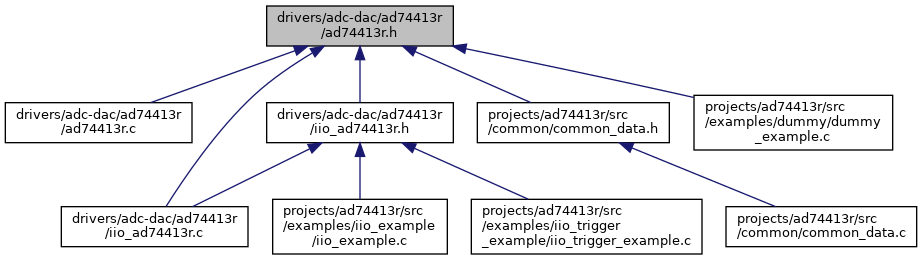 drivers/adc-dac/ad74413r
/ad74413r.h
drivers/adc-dac/ad74413r
/ad74413r.c
drivers/adc-dac/ad74413r
/iio_ad74413r.h
projects/ad74413r/src
/common/common_data.h
projects/ad74413r/src
/examples/dummy/dummy
_example.c
drivers/adc-dac/ad74413r
/iio_ad74413r.c
projects/ad74413r/src
/examples/iio_example
/iio_example.c
projects/ad74413r/src
/examples/iio_trigger
_example/iio_trigger_example.c
projects/ad74413r/src
/common/common_data.c